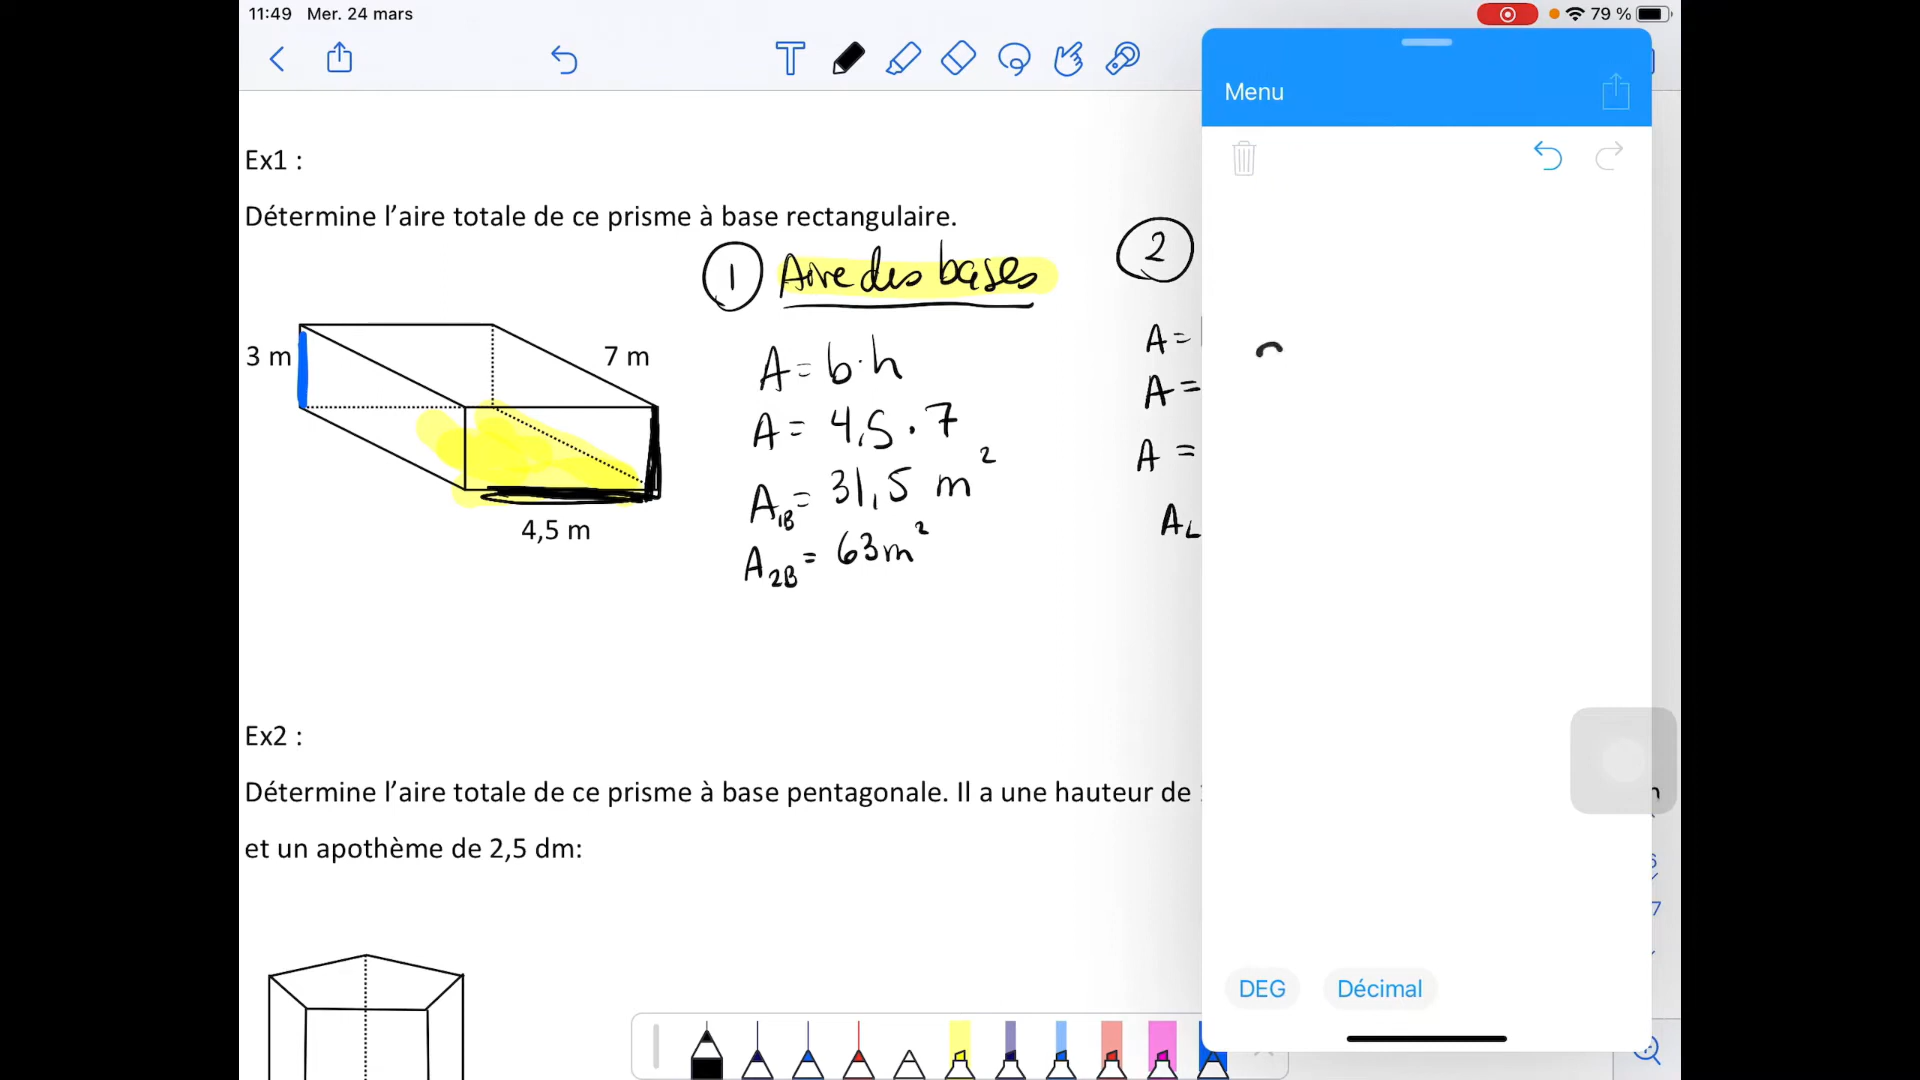 11:49 Mer. 24 mars
79 %
Menu
Ex1 :
Détermine l'aire totale de ce prisme à base rectangulaire.
1 Aire des bases
2
3 m
7 m
4,5 m
A = b·h
A = 4,5 · 7
A1B = 31,5 m²
A2B = 63m²
A =
A =
A =
AL
Ex2 :
Détermine l'aire totale de ce prisme à base pentagonale. Il a une hauteur de
et un apothème de 2,5 dm:
DEG Décimal